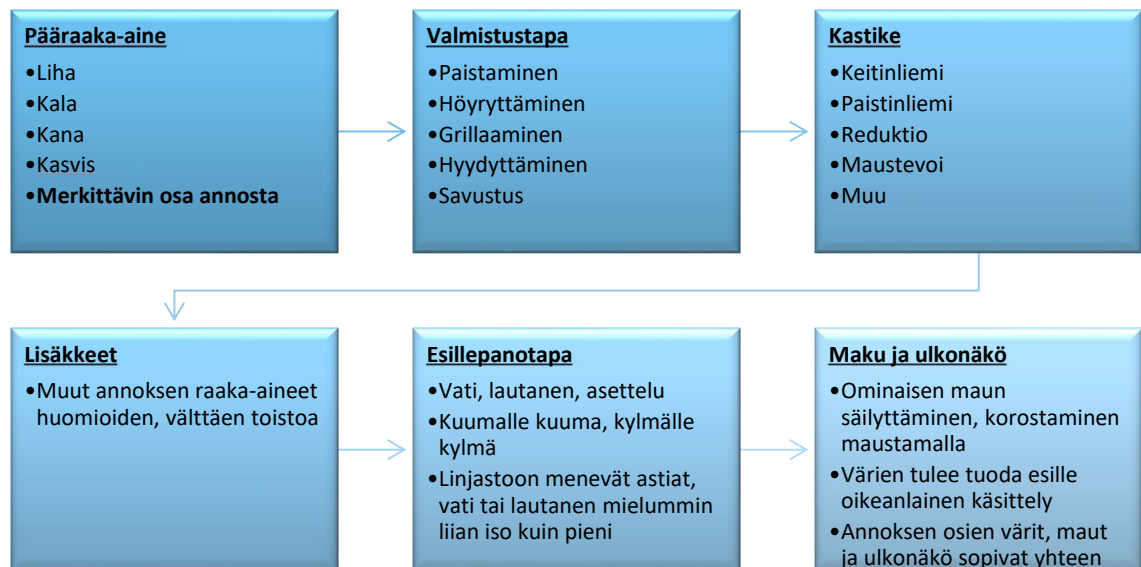 Pääraaka-aine
•Liha
•Kala
•Kana
•Kasvis
•Merkittävin osa annosta
Valmistustapa
•Paistaminen
•Höyryttäminen
•Grillaaminen
•Hyydyttäminen
•Savustus
Kastike
•Keitinliemi
•Paistinliemi
•Reduktio
•Maustevoi
•Muu
Lisäkkeet
•Muut annoksen raaka-aineet
huomioiden, välttäen toistoa
Esillepanotapa
•Vati, lautanen, asettelu
•Kuumalle kuuma, kylmälle
kylmä
•Linjastoon menevät astiat,
vati tai lautanen mielummin
liian iso kuin pieni
Maku ja ulkonäkö
•Ominaisen maun
säilyttäminen, korostaminen
maustamalla
•Värien tulee tuoda esille
oikeanlainen käsittely
•Annoksen osien värit, maut
ja ulkonäkö sopivat yhteen